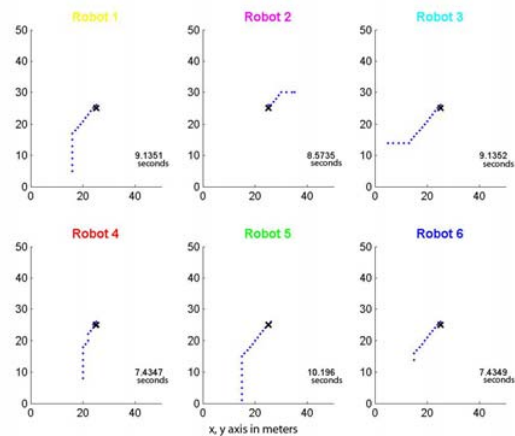 Robot 1 Robot 2 Robot 3
50 50 50
40 40 40
30 30 30
20 20 20
10 9.1351 10 8.5735 10 9.1352
seconds seconds seconds
0 0 0
0 20 40 0 20 40 0 20 40
Robot 4 Robot 5 Robot 6
50 50 50
40 40 40
30 30 30
20 20 20
10 7.4347 10 10.196 10 7.4349
seconds seconds seconds
0 0 0
0 20 40 0 20 40 0 20 40
x, y axis in meters